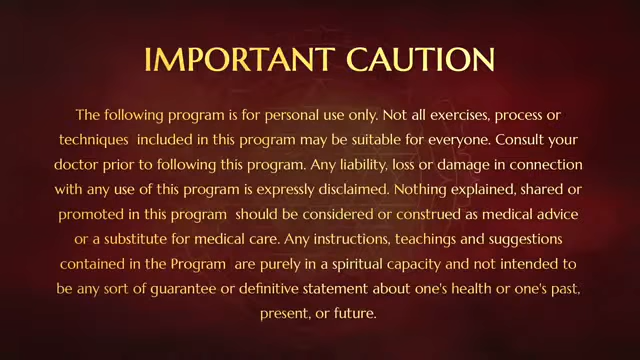 IMPORTANT CAUTION
The following program is for personal use only. Not all exercises, process or
techniques included in this program may be suitable for everyone. Consult your
doctor prior to following this program. Any liability, loss or damage in connection
with any use of this program is expressly disclaimed. Nothing explained, shared or
promoted in this program should be considered or construed as medical advice
or a substitute for medical care. Any instructions, teachings and suggestions
contained in the Program are purely in a spiritual capacity and not intended to
be any sort of guarantee or definitive statement about one's health or one's past,
present, or future.